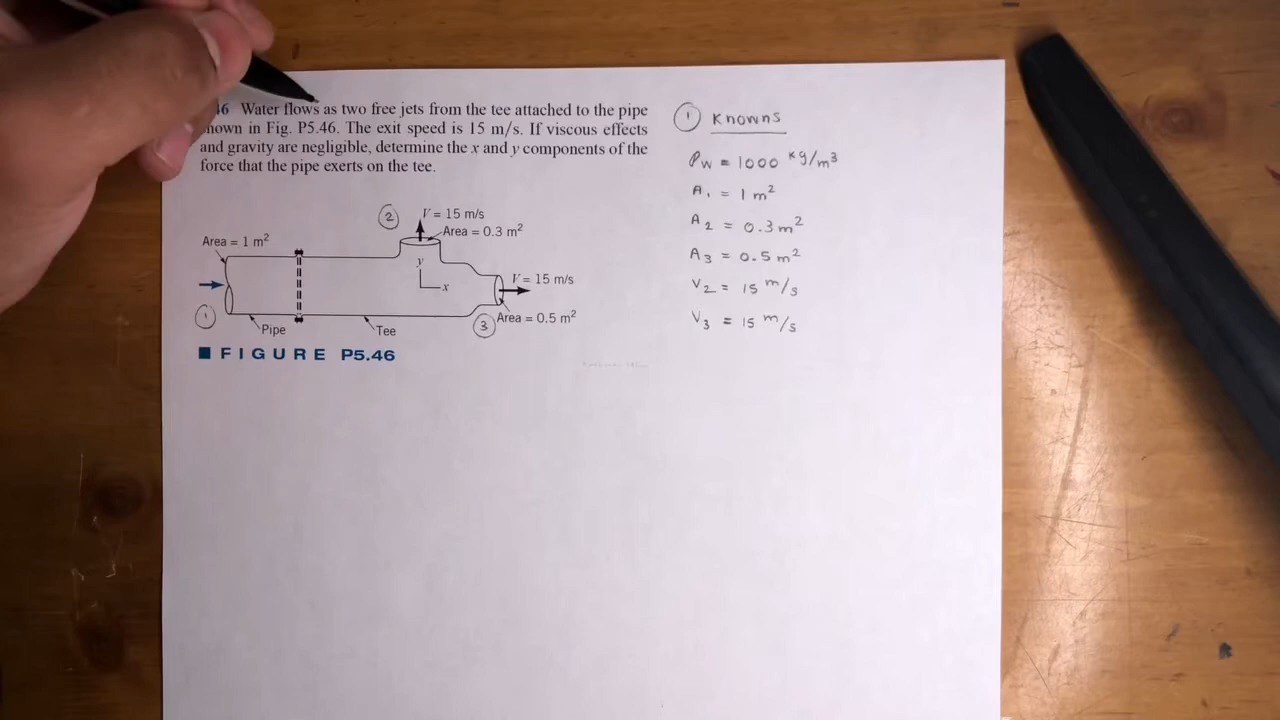 46 Water flows as two free jets from the tee attached to the pipe
shown in Fig. P5.46. The exit speed is 15 m/s. If viscous effects
and gravity are negligible, determine the x and y components of the
force that the pipe exerts on the tee.
② V = 15 m/s
Area = 0.3 m²
Area = 1 m²
y
x
V = 15 m/s
①
Area = 0.5 m²
③
Pipe
Tee
■ FIGURE P5.46
① Knowns
ρw = 1000 kg/m³
A₁ = 1 m²
A₂ = 0.3 m²
A₃ = 0.5 m²
V₂ = 15 m/s
V₃ = 15 m/s